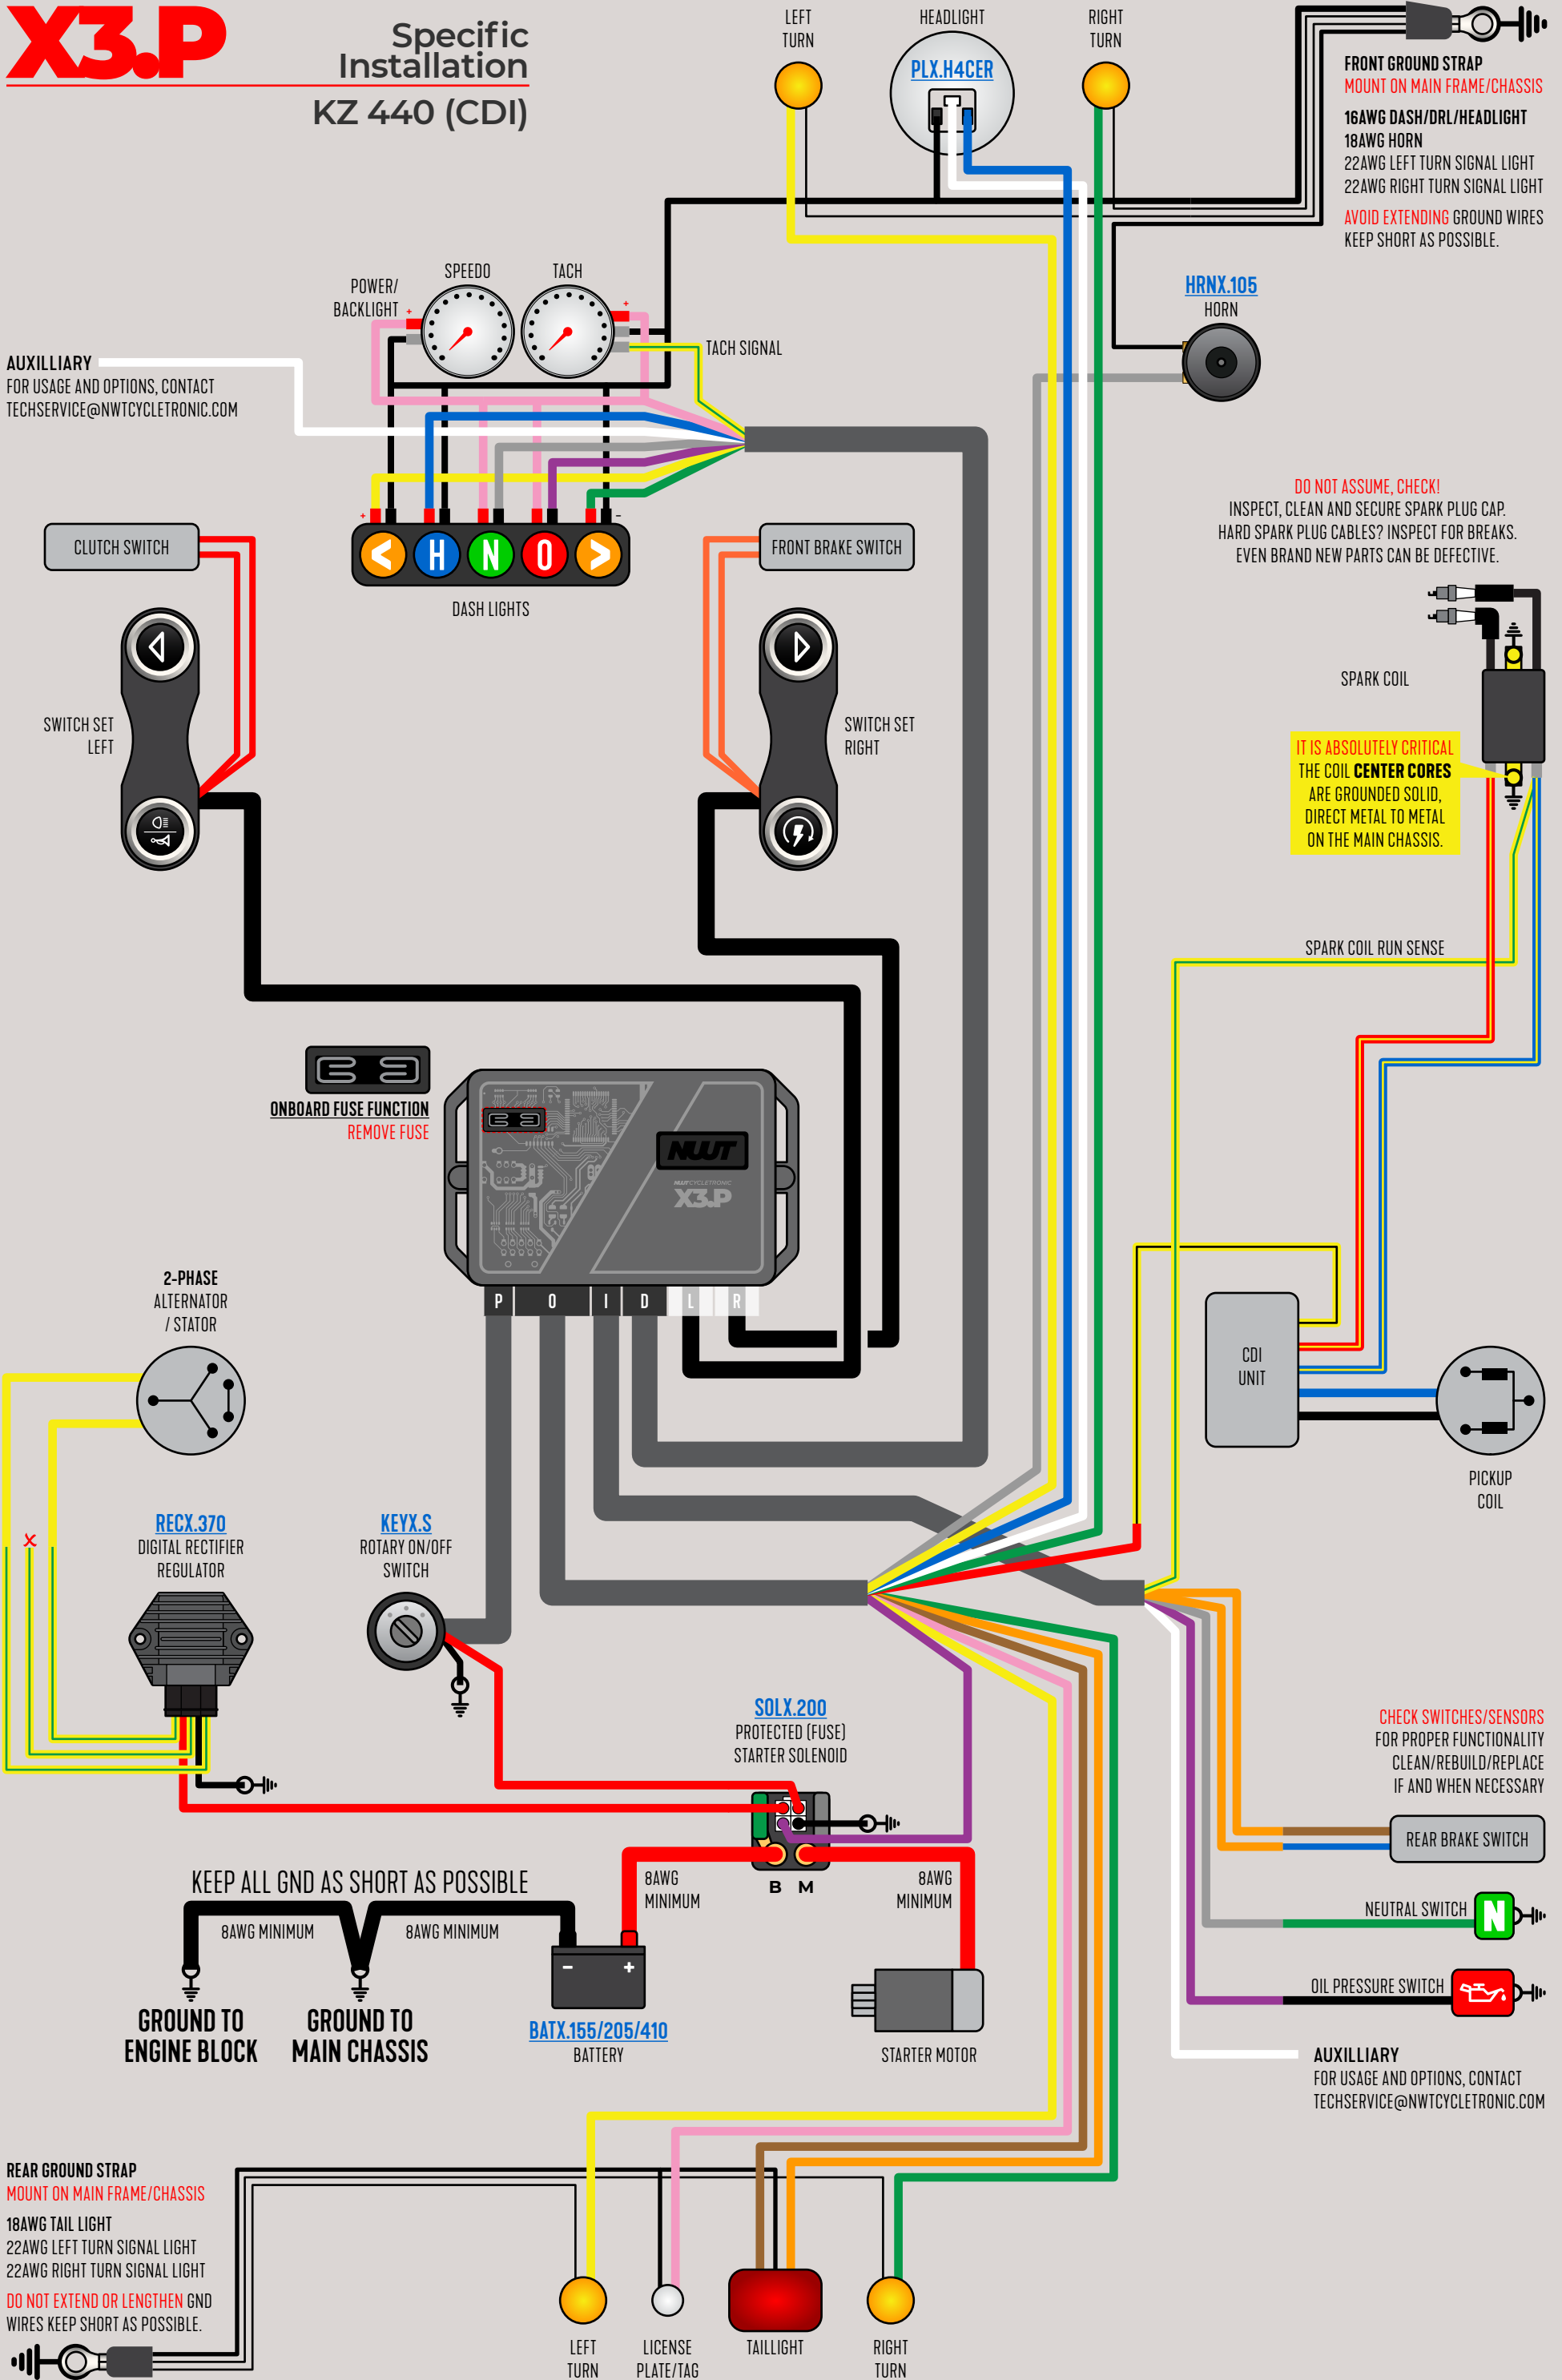 X3.P
Specific
Installation
KZ 440 (CDI)
LEFT
TURN
HEADLIGHT
PLX.H4CER
RIGHT
TURN
FRONT GROUND STRAP
MOUNT ON MAIN FRAME/CHASSIS
16AWG DASH/DRL/HEADLIGHT
18AWG HORN
22AWG LEFT TURN SIGNAL LIGHT
22AWG RIGHT TURN SIGNAL LIGHT
AVOID EXTENDING GROUND WIRES
KEEP SHORT AS POSSIBLE.
POWER/
BACKLIGHT
SPEEDO
TACH
+
+
TACH SIGNAL
HRNX.105
HORN
AUXILLIARY
FOR USAGE AND OPTIONS, CONTACT
TECHSERVICE@NWTCYCLETRONIC.COM
DO NOT ASSUME, CHECK!
INSPECT, CLEAN AND SECURE SPARK PLUG CAP.
HARD SPARK PLUG CABLES? INSPECT FOR BREAKS.
EVEN BRAND NEW PARTS CAN BE DEFECTIVE.
+
-
CLUTCH SWITCH
< H N O >
DASH LIGHTS
FRONT BRAKE SWITCH
SWITCH SET
LEFT
SWITCH SET
RIGHT
SPARK COIL
IT IS ABSOLUTELY CRITICAL
THE COIL CENTER CORES
ARE GROUNDED SOLID,
DIRECT METAL TO METAL
ON THE MAIN CHASSIS.
SPARK COIL RUN SENSE
ONBOARD FUSE FUNCTION
REMOVE FUSE
NWT
NWT CYCLETRONIC
X3.P
P O I D L R
2-PHASE
ALTERNATOR
/ STATOR
CDI
UNIT
PICKUP
COIL
X
RECX.370
DIGITAL RECTIFIER
REGULATOR
KEYX.S
ROTARY ON/OFF
SWITCH
SOLX.200
PROTECTED (FUSE)
STARTER SOLENOID
B M
CHECK SWITCHES/SENSORS
FOR PROPER FUNCTIONALITY
CLEAN/REBUILD/REPLACE
IF AND WHEN NECESSARY
REAR BRAKE SWITCH
NEUTRAL SWITCH
N
OIL PRESSURE SWITCH
KEEP ALL GND AS SHORT AS POSSIBLE
8AWG MINIMUM
8AWG MINIMUM
8AWG
MINIMUM
8AWG
MINIMUM
- +
GROUND TO
ENGINE BLOCK
GROUND TO
MAIN CHASSIS
BATX.155/205/410
BATTERY
STARTER MOTOR
AUXILLIARY
FOR USAGE AND OPTIONS, CONTACT
TECHSERVICE@NWTCYCLETRONIC.COM
REAR GROUND STRAP
MOUNT ON MAIN FRAME/CHASSIS
18AWG TAIL LIGHT
22AWG LEFT TURN SIGNAL LIGHT
22AWG RIGHT TURN SIGNAL LIGHT
DO NOT EXTEND OR LENGTHEN GND
WIRES KEEP SHORT AS POSSIBLE.
LEFT
TURN
LICENSE
PLATE/TAG
TAILLIGHT
RIGHT
TURN